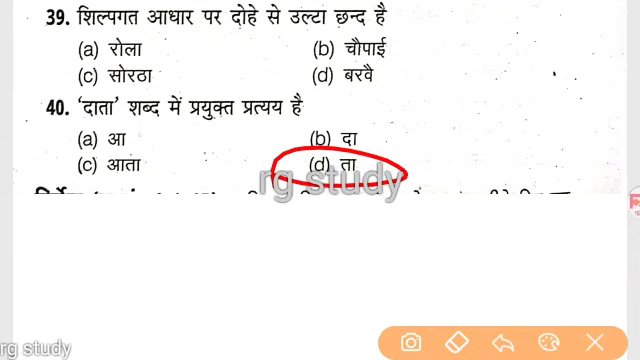 39. शिल्पगत आधार पर दोहे से उल्टा छन्द है
(a) रोला (b) चौपाई
(c) सोरठा (d) बरवै
40. ‘दाता’ शब्द में प्रयुक्त प्रत्यय है
(a) आ (b) दा
(c) आता (d) ता
rg study
rg study